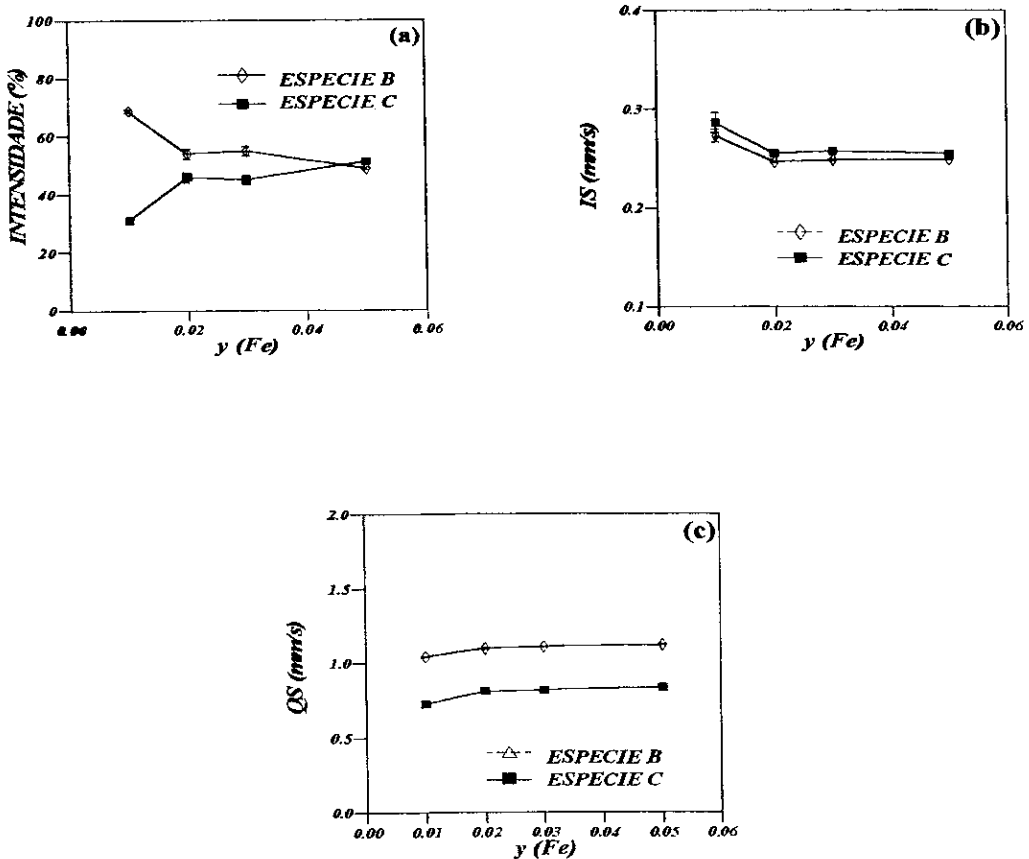 (a)
INTENSIDADE (%)
100
80
60
40
20
0
ESPECIE B
ESPECIE C
0.02
0.04
0.06
y (Fe)
(b)
IS (mm/s)
0.4
0.3
0.2
0.1
ESPECIE B
ESPECIE C
0.00
0.02
0.04
0.06
y (Fe)
(c)
QS (mm/s)
2.0
1.5
1.0
0.5
0.0
ESPECIE B
ESPECIE C
0.00
0.01
0.02
0.03
0.04
0.05
0.06
y (Fe)